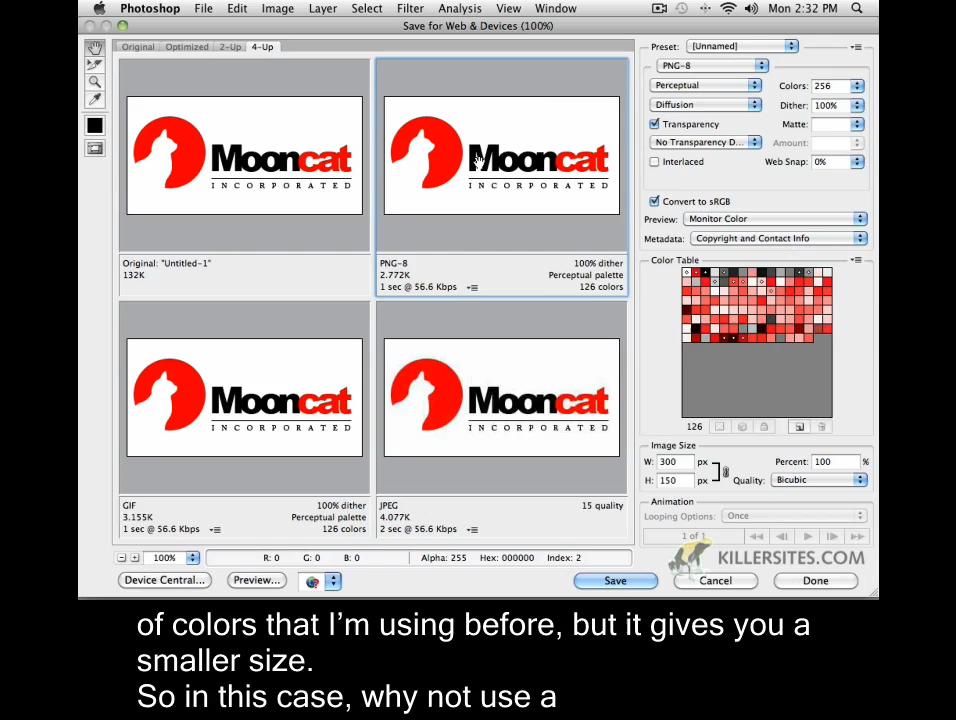 Photoshop File Edit Image Layer Select Filter Analysis View Window Mon 2:32 PM
Save for Web & Devices (100%)
Original Optimized 2-Up 4-Up
Preset: [Unnamed]
PNG-8
Perceptual Colors: 256
Diffusion Dither: 100%
Transparency Matte:
No Transparency D... Amount:
Interlaced Web Snap: 0%
Convert to sRGB
Preview: Monitor Color
Metadata: Copyright and Contact Info
Color Table
126
Image Size
W: 300 px Percent: 100 %
H: 150 px Quality: Bicubic
Animation
Looping Options: Once
1 of 1
Mooncat
INCORPORATED
Original: "Untitled-1"
132K
Mooncat
INCORPORATED
PNG-8 100% dither
2.772K Perceptual palette
1 sec @ 56.6 Kbps 126 colors
Mooncat
INCORPORATED
GIF 100% dither
3.155K Perceptual palette
1 sec @ 56.6 Kbps 126 colors
Mooncat
INCORPORATED
JPEG 15 quality
4.077K
2 sec @ 56.6 Kbps
100% R: 0 G: 0 B: 0 Alpha: 255 Hex: 000000 Index: 2
KILLERSITES.COM
Device Central... Preview... Save Cancel Done
of colors that I’m using before, but it gives you a
smaller size.
So in this case, why not use a